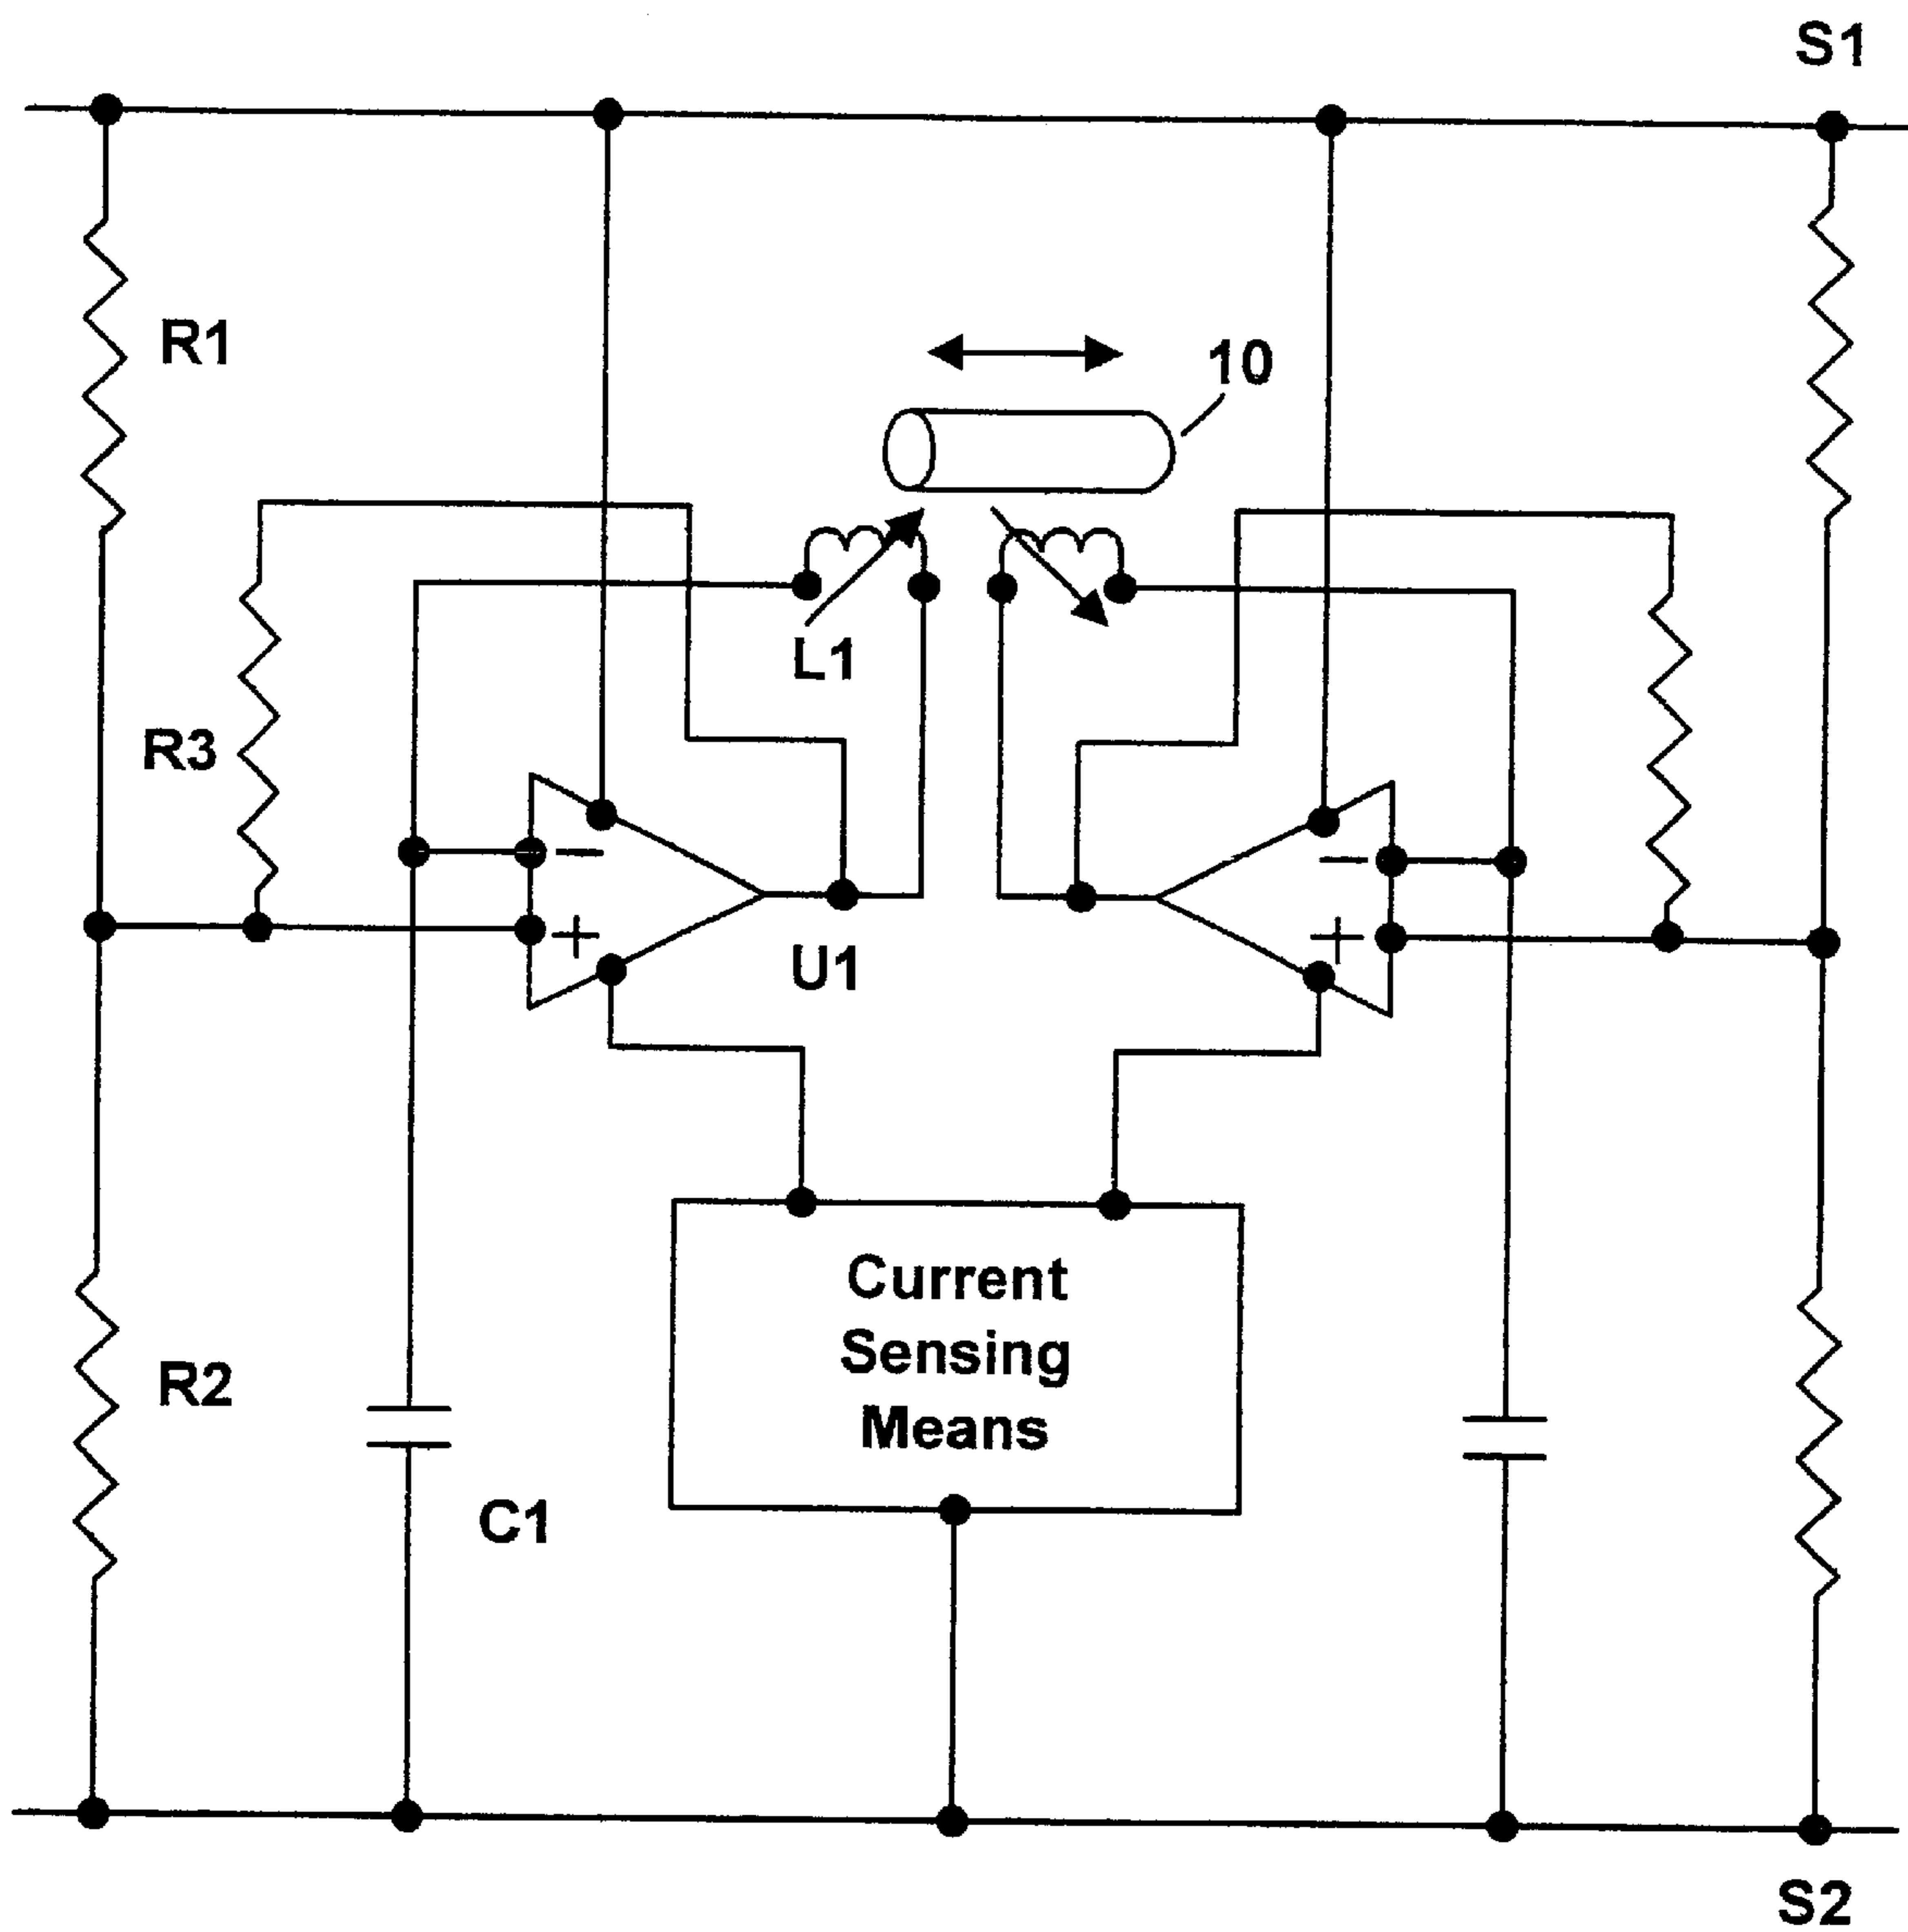 S1
R1
10
L1
R3
−
−
+
+
U1
Current
Sensing
Means
R2
C1
S2